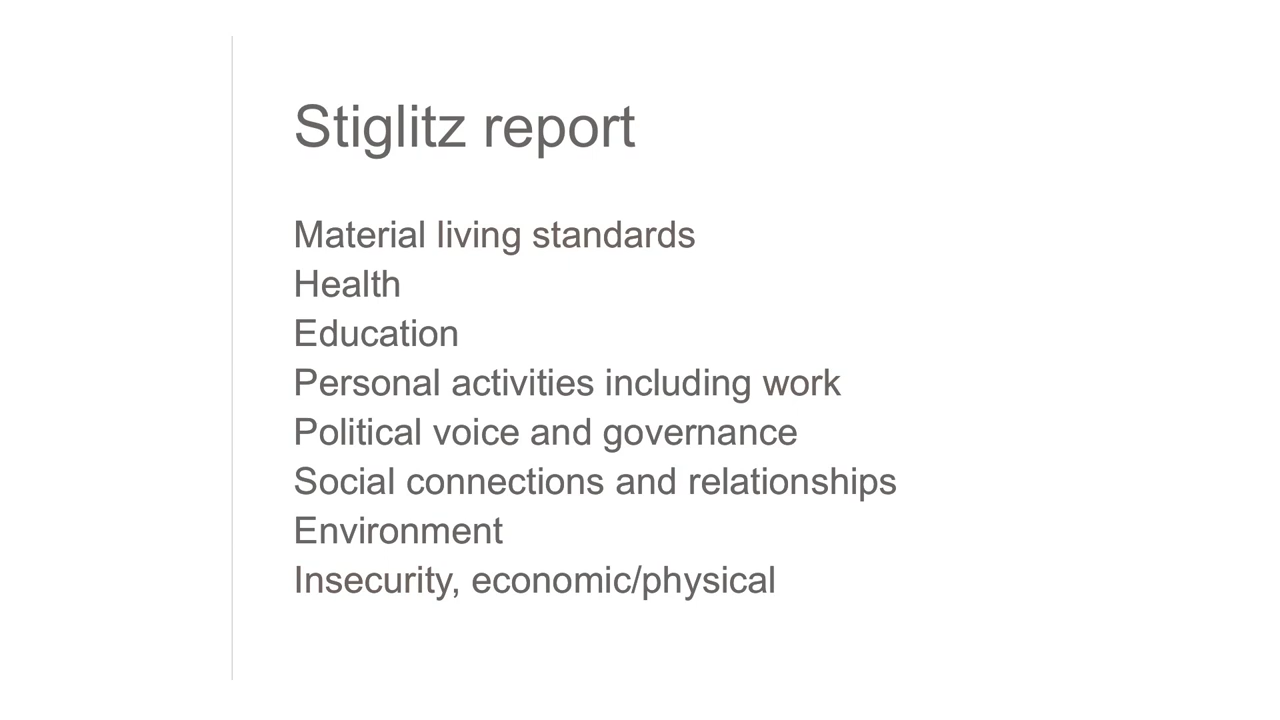 Stiglitz report
Material living standards
Health
Education
Personal activities including work
Political voice and governance
Social connections and relationships
Environment
Insecurity, economic/physical